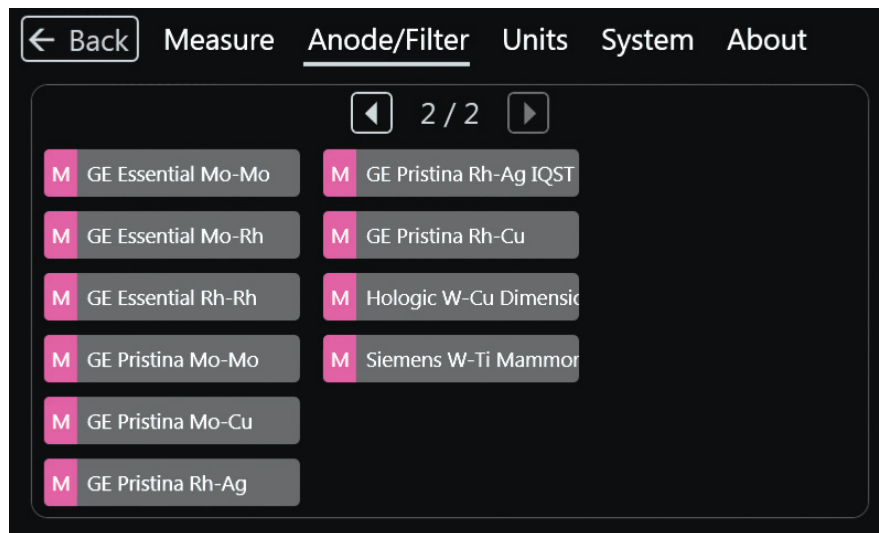 ← Back Measure Anode/Filter Units System About
2 / 2
M GE Essential Mo-Mo
M GE Essential Mo-Rh
M GE Essential Rh-Rh
M GE Pristina Mo-Mo
M GE Pristina Mo-Cu
M GE Pristina Rh-Ag
M GE Pristina Rh-Ag IQST
M GE Pristina Rh-Cu
M Hologic W-Cu Dimensic
M Siemens W-Ti Mammor